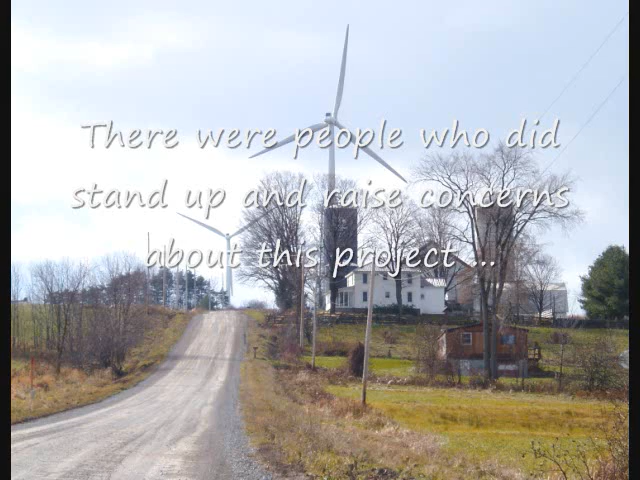 There were people who did
stand up and raise concerns
about this project ...